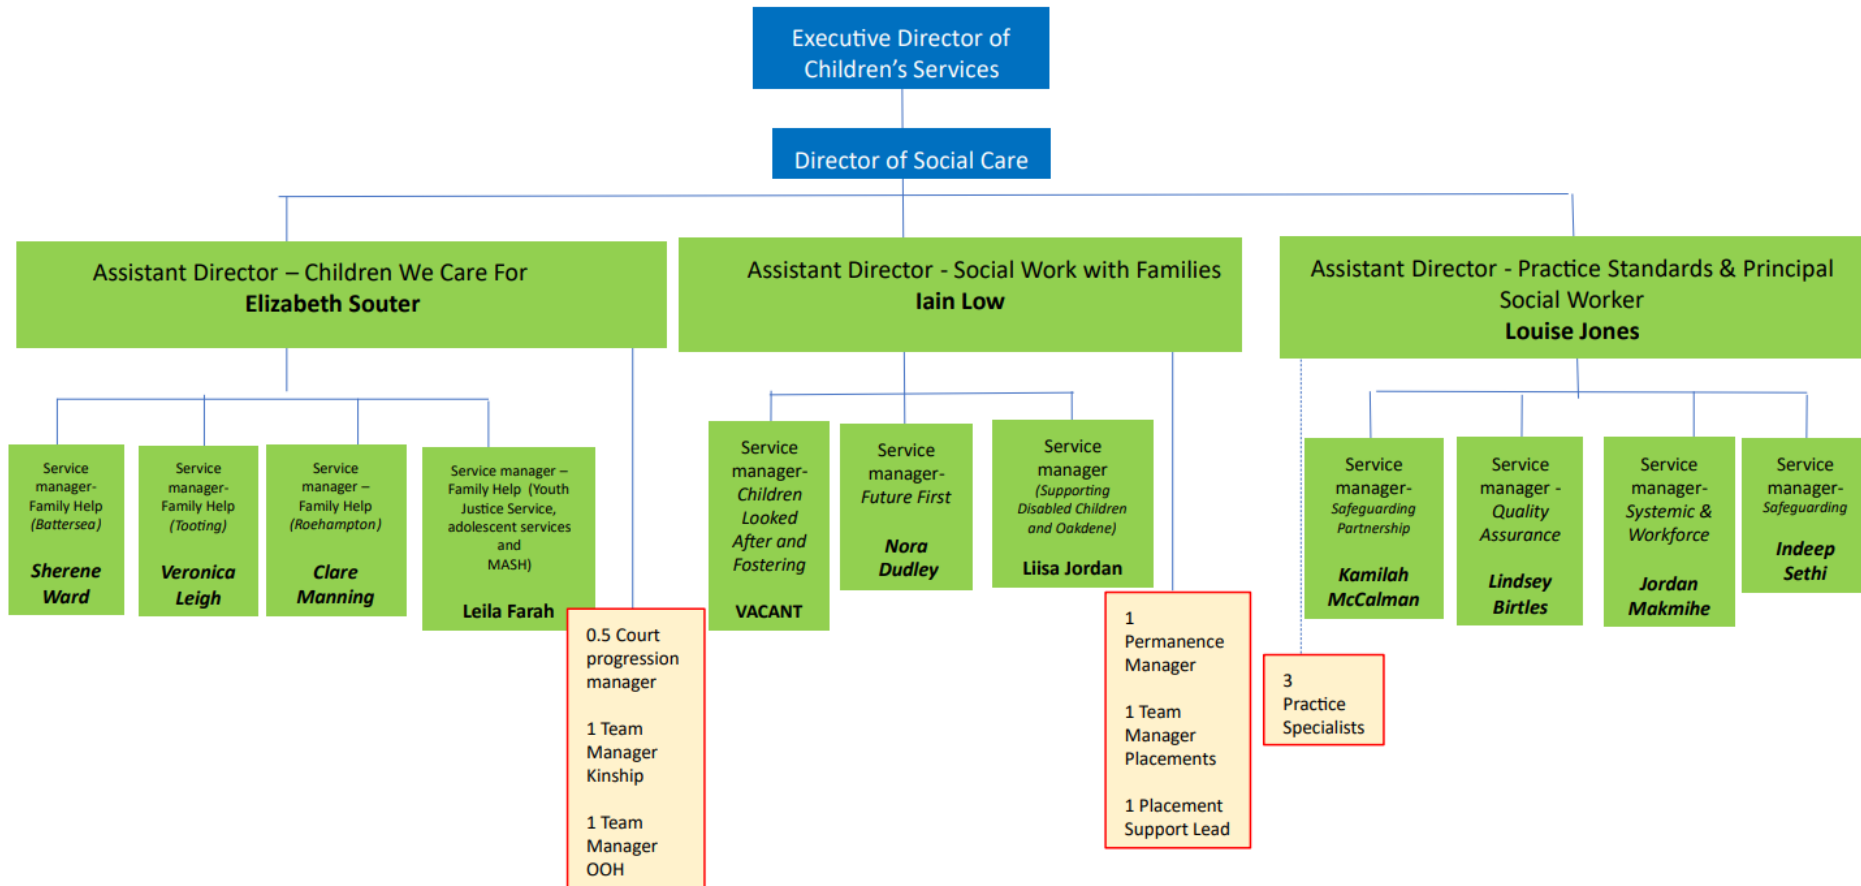 Executive Director of
Children's Services
Director of Social Care
Assistant Director – Children We Care For
Elizabeth Souter
Assistant Director - Social Work with Families
Iain Low
Assistant Director - Practice Standards & Principal
Social Worker
Louise Jones
Service
manager-
Family Help
(Battersea)
Sherene
Ward
Service
manager-
Family Help
(Tooting)
Veronica
Leigh
Service
manager –
Family Help
(Roehampton)
Clare
Manning
Service manager –
Family Help (Youth
Justice Service,
adolescent services
and
MASH)
Leila Farah
0.5 Court
progression
manager
1 Team
Manager
Kinship
1 Team
Manager
OOH
Service
manager-
Children
Looked
After and
Fostering
VACANT
Service
manager-
Future First
Nora
Dudley
Service
manager
(Supporting
Disabled Children
and Oakdene)
Liisa Jordan
1
Permanence
Manager
1 Team
Manager
Placements
1 Placement
Support Lead
3
Practice
Specialists
Service
manager-
Safeguarding
Partnership
Kamilah
McCalman
Service
manager -
Quality
Assurance
Lindsey
Birtles
Service
manager-
Systemic &
Workforce
Jordan
Makmihe
Service
manager-
Safeguarding
Indeep
Sethi